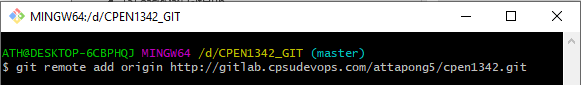 MINGW64:/d/CPEN1342_GIT
ATH@DESKTOP-6CBPHQJ MINGW64 /d/CPEN1342_GIT (master)
$ git remote add origin http://gitlab.cpsudevops.com/attapong5/cpen1342.git